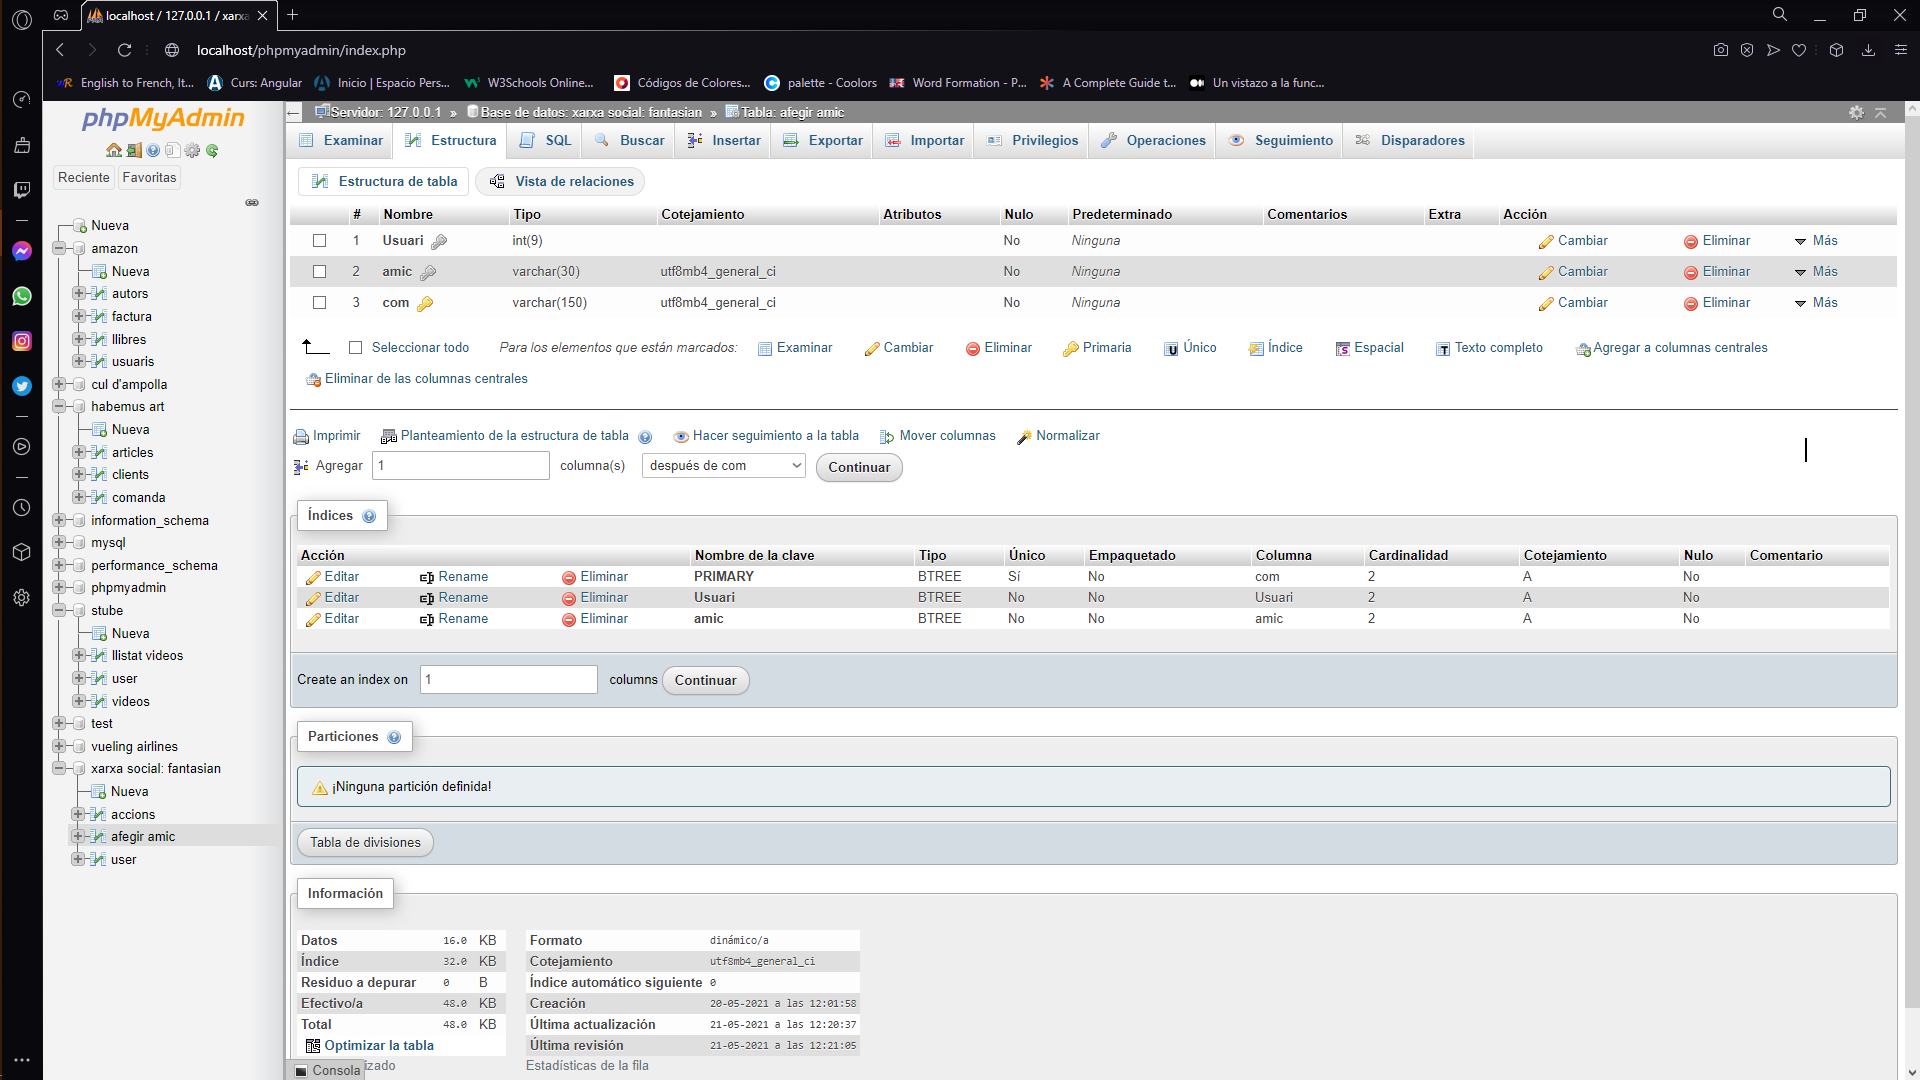 localhost / 127.0.0.1 / xarx
localhost/phpmyadmin/index.php
English to French, It...
Curs: Angular
Inicio | Espacio Pers...
W3Schools Online...
Códigos de Colores...
palette - Coolors
Word Formation - P...
A Complete Guide t...
Un vistazo a la func...
phpMyAdmin
Reciente
Favoritas
Nueva
amazon
Nueva
autors
factura
llibres
usuaris
cul d'ampolla
habemus art
Nueva
articles
clients
comanda
information_schema
mysql
performance_schema
phpmyadmin
stube
Nueva
llistat videos
user
videos
test
vueling airlines
xarxa social: fantasian
Nueva
accions
afegir amic
user
Servidor: 127.0.0.1 » Base de datos: xarxa social: fantasian » Tabla: afegir amic
Examinar Estructura SQL Buscar Insertar Exportar Importar Privilegios Operaciones Seguimiento Disparadores
Estructura de tabla Vista de relaciones
# Nombre Tipo Cotejamiento Atributos Nulo Predeterminado Comentarios Extra Acción
1 Usuari int(9) No Ninguna Cambiar Eliminar Más
2 amic varchar(30) utf8mb4_general_ci No Ninguna Cambiar Eliminar Más
3 com varchar(150) utf8mb4_general_ci No Ninguna Cambiar Eliminar Más
Seleccionar todo Para los elementos que están marcados: Examinar Cambiar Eliminar Primaria Único Índice Espacial Texto completo Agregar a columnas centrales
Eliminar de las columnas centrales
Imprimir Planteamiento de la estructura de tabla Hacer seguimiento a la tabla Mover columnas Normalizar
Agregar 1 columna(s) después de com Continuar
Índices
Acción Nombre de la clave Tipo Único Empaquetado Columna Cardinalidad Cotejamiento Nulo Comentario
Editar Rename Eliminar PRIMARY BTREE Sí No com 2 A No
Editar Rename Eliminar Usuari BTREE No No Usuari 2 A No
Editar Rename Eliminar amic BTREE No No amic 2 A No
Create an index on 1 columns Continuar
Particiones
¡Ninguna partición definida!
Tabla de divisiones
Información
Datos 16.0 KB
Índice 32.0 KB
Residuo a depurar 0 B
Efectivo/a 48.0 KB
Total 48.0 KB
Optimizar la tabla
Formato dinámico/a
Cotejamiento utf8mb4_general_ci
Índice automático siguiente 0
Creación 20-05-2021 a las 12:01:58
Última actualización 21-05-2021 a las 12:20:37
Última revisión 21-05-2021 a las 12:21:05
Consola
izado
Estadísticas de la fila